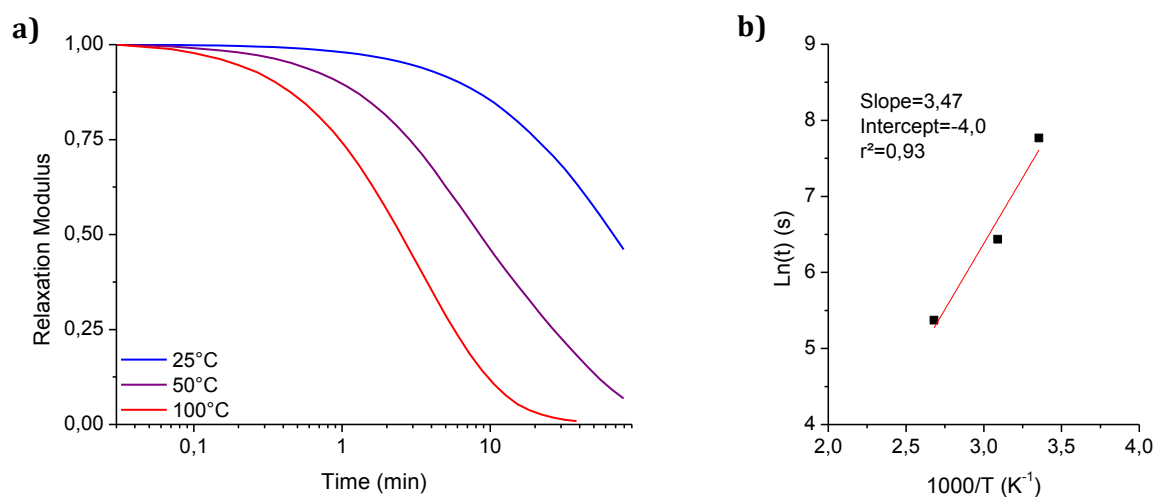 a)
1,00
0,75
0,50
0,25
0,00
Relaxation Modulus
25°C
50°C
100°C
0,1
1
10
Time (min)
b)
9
8
7
6
5
4
Ln(t) (s)
Slope=3,47
Intercept=-4,0
r²=0,93
2,0
2,5
3,0
3,5
4,0
1000/T (K⁻¹)